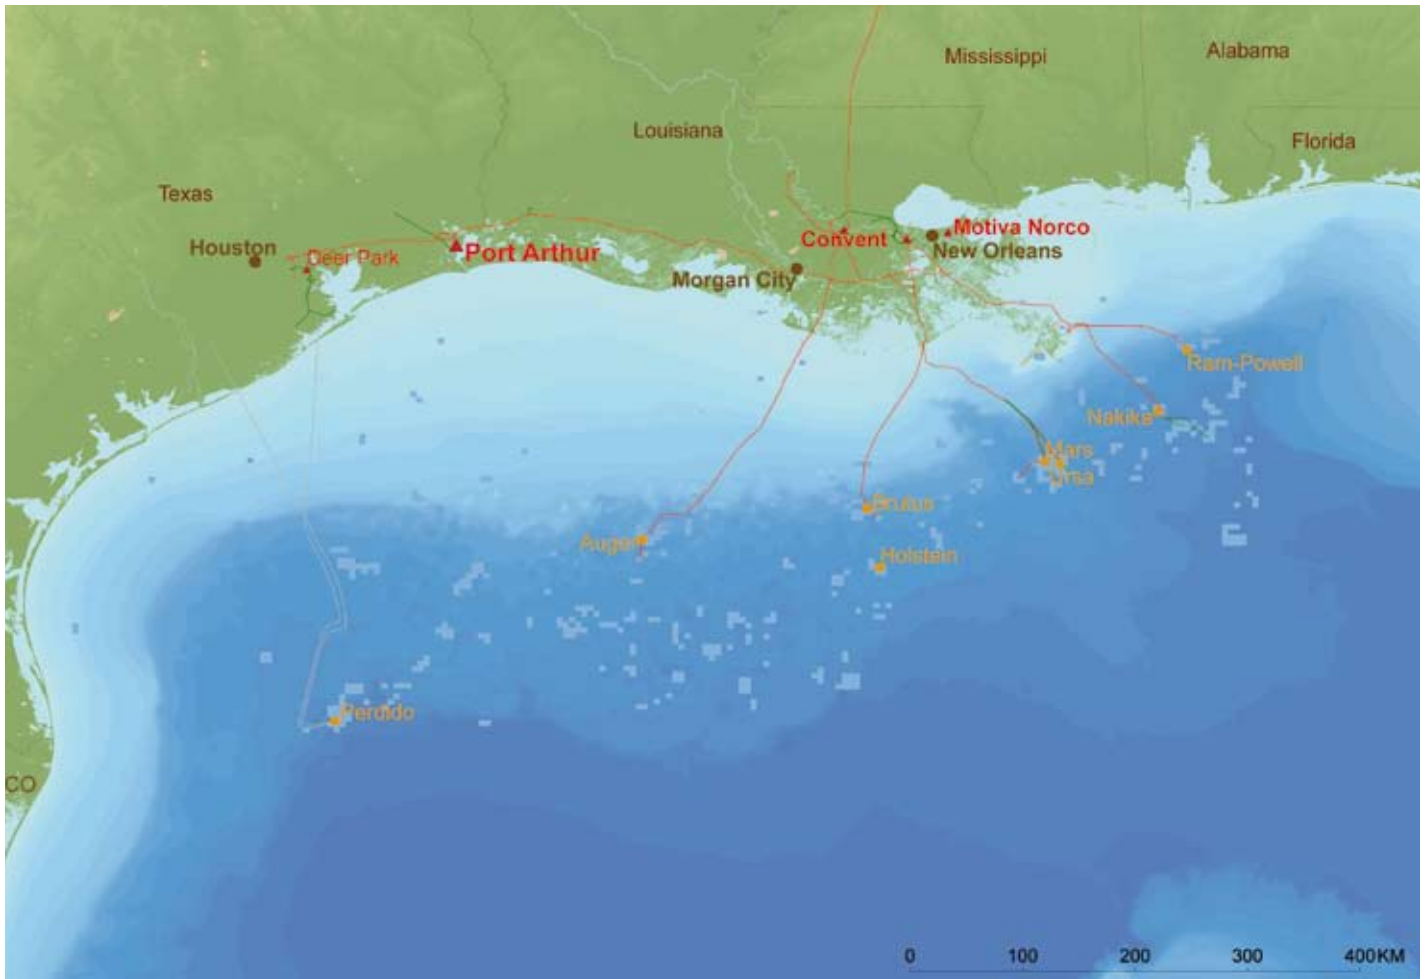 Mississippi
Alabama
Louisiana
Florida
Texas
Motiva Norco
Convent
Houston
Port Arthur
New Orleans
Deer Park
Morgan City
Ram-Powell
Nakika
Mars
Ursa
Brutus
Auger
Holstein
Perdido
CO
0 100 200 300 400KM